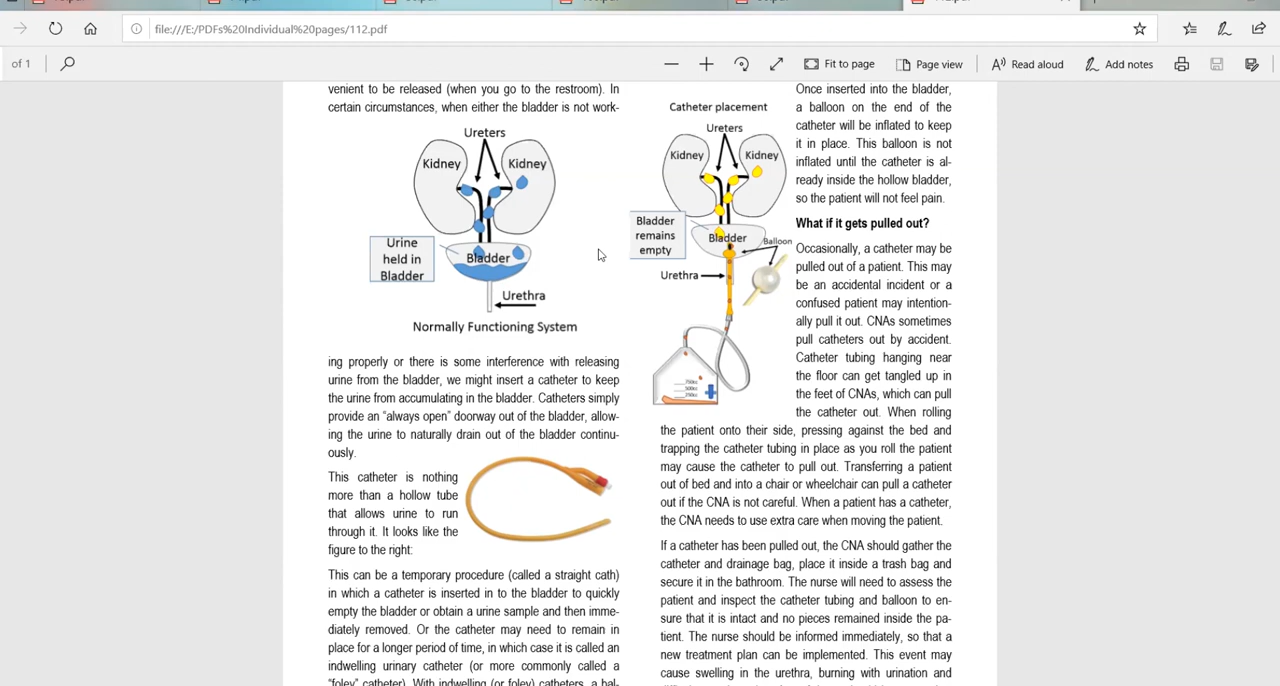 file:///E:/PDFs%20Individual%20pages/112.pdf
of 1
Fit to page
Page view
Read aloud
Add notes
venient to be released (when you go to the restroom). In
certain circumstances, when either the bladder is not work-
Ureters
Kidney
Kidney
Urine
held in
Bladder
Bladder
Urethra
Normally Functioning System
ing properly or there is some interference with releasing
urine from the bladder, we might insert a catheter to keep
the urine from accumulating in the bladder. Catheters simply
provide an “always open” doorway out of the bladder, allow-
ing the urine to naturally drain out of the bladder continu-
ously.
This catheter is nothing
more than a hollow tube
that allows urine to run
through it. It looks like the
figure to the right:
This can be a temporary procedure (called a straight cath)
in which a catheter is inserted in to the bladder to quickly
empty the bladder or obtain a urine sample and then imme-
diately removed. Or the catheter may need to remain in
place for a longer period of time, in which case it is called an
indwelling urinary catheter (or more commonly called a
“foley” catheter). With indwelling (or foley) catheters, a bal-
Catheter placement
Ureters
Kidney
Kidney
Bladder
remains
empty
Bladder
Balloon
Urethra
750cc
500cc
250cc
Once inserted into the bladder,
a balloon on the end of the
catheter will be inflated to keep
it in place. This balloon is not
inflated until the catheter is al-
ready inside the hollow bladder,
so the patient will not feel pain.
What if it gets pulled out?
Occasionally, a catheter may be
pulled out of a patient. This may
be an accidental incident or a
confused patient may intention-
ally pull it out. CNAs sometimes
pull catheters out by accident.
Catheter tubing hanging near
the floor can get tangled up in
the feet of CNAs, which can pull
the catheter out. When rolling
the patient onto their side, pressing against the bed and
trapping the catheter tubing in place as you roll the patient
may cause the catheter to pull out. Transferring a patient
out of bed and into a chair or wheelchair can pull a catheter
out if the CNA is not careful. When a patient has a catheter,
the CNA needs to use extra care when moving the patient.
If a catheter has been pulled out, the CNA should gather the
catheter and drainage bag, place it inside a trash bag and
secure it in the bathroom. The nurse will need to assess the
patient and inspect the catheter tubing and balloon to en-
sure that it is intact and no pieces remained inside the pa-
tient. The nurse should be informed immediately, so that a
new treatment plan can be implemented. This event may
cause swelling in the urethra, burning with urination and